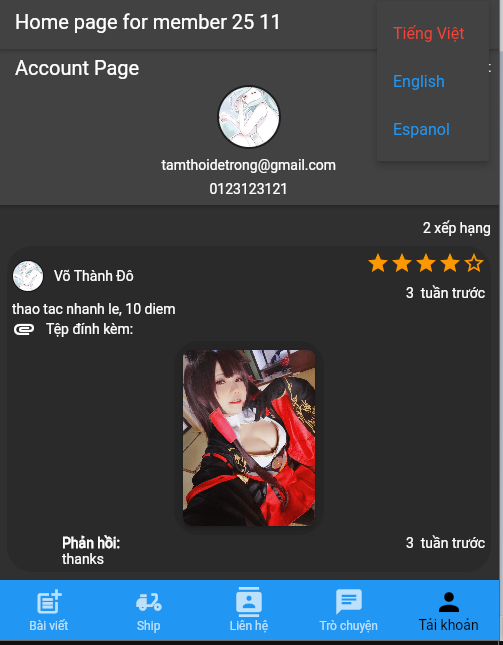 Home page for member 25 11
Tiếng Việt
Account Page
:
English
Espanol
tamthoidetrong@gmail.com
0123123121
2 xếp hạng
Võ Thành Đô
3 tuần trước
thao tac nhanh le, 10 diem
Tệp đính kèm:
Phản hồi:
3 tuần trước
thanks
Bài viết
Ship
Liên hệ
Trò chuyện
Tài khoản